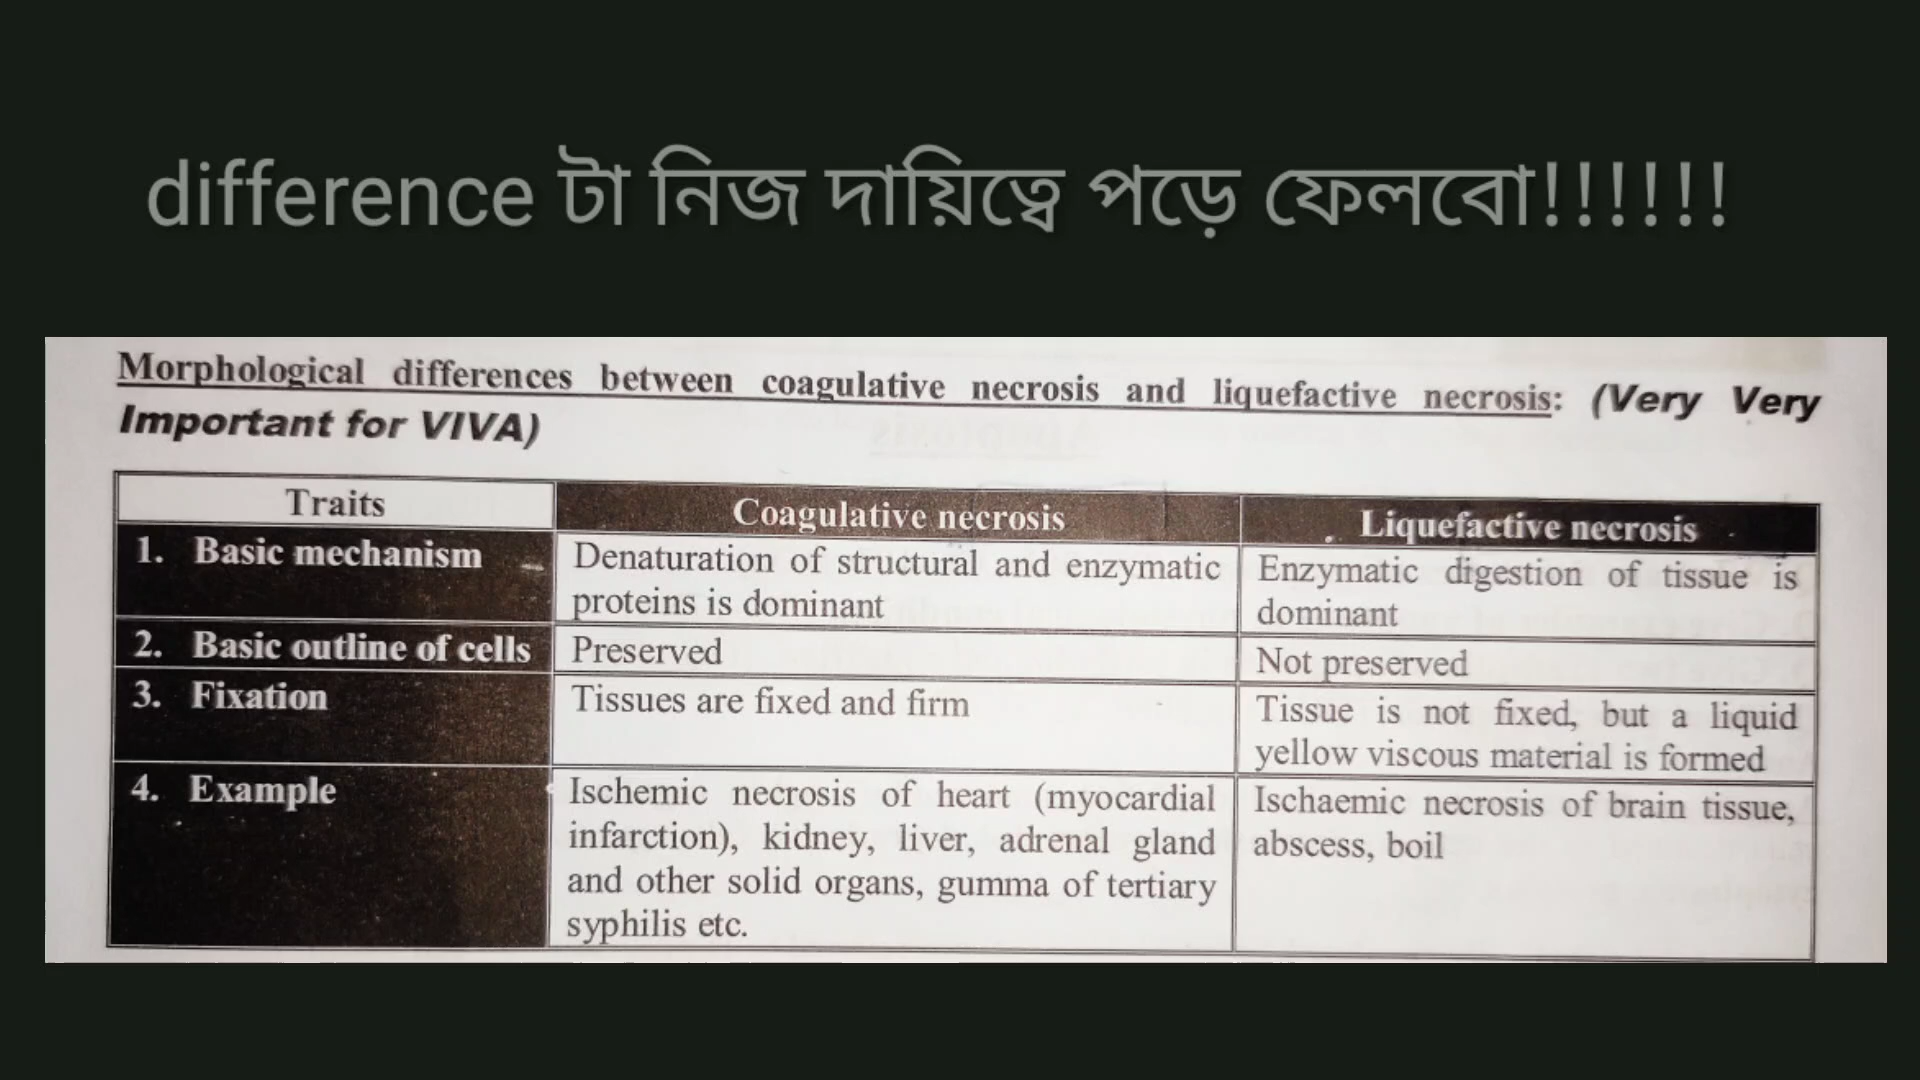 difference টা নিজ দায়িত্বে পড়ে ফেলবো!!!!!!
Morphological differences between coagulative necrosis and liquefactive necrosis: (Very Very
Important for VIVA)
Traits Coagulative necrosis Liquefactive necrosis
1. Basic mechanism
Denaturation of structural and enzymatic
proteins is dominant
Enzymatic digestion of tissue is
dominant
2. Basic outline of cells
Preserved
Not preserved
3. Fixation
Tissues are fixed and firm
Tissue is not fixed, but a liquid
yellow viscous material is formed
4. Example
Ischemic necrosis of heart (myocardial
infarction), kidney, liver, adrenal gland
and other solid organs, gumma of tertiary
syphilis etc.
Ischaemic necrosis of brain tissue,
abscess, boil